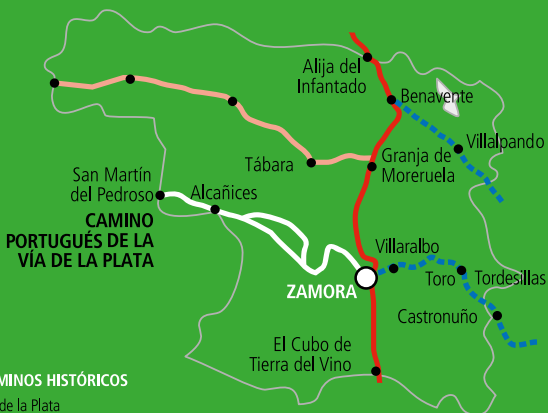 Alija del
Infantado
Benavente
Villalpando
Granja de
Moreruela
Tábara
San Martín
del Pedroso
Alcañices
CAMINO
PORTUGUÉS DE LA
VÍA DE LA PLATA
Villaralbo
ZAMORA
Toro
Tordesillas
Castronuño
El Cubo de
Tierra del Vino
MINOS HISTÓRICOS
de la Plata